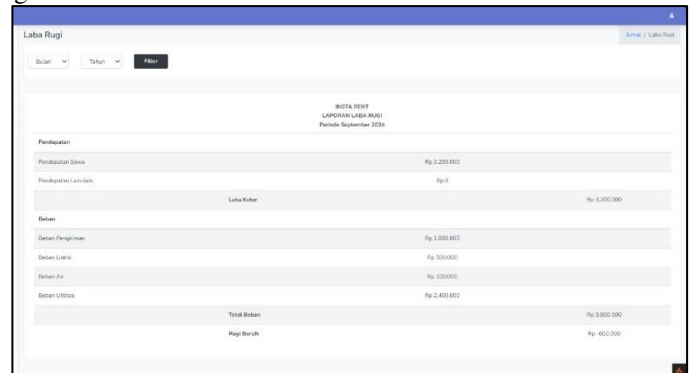 Laba Rugi
Jurnal / Laba Rugi
Bulan Tahun Filter
INSTA RENT
LAPORAN LABA RUGI
Periode September 2024
Pendapatan
Pendapatan Sewa Rp 3.200.000
Pendapatan Lain-lain Rp 0
Laba Kotor Rp 3.200.000
Beban
Beban Pengiriman Rp 1.000.000
Beban Listrik Rp 300.000
Beban Air Rp 100.000
Beban Utilitas Rp 2.400.000
Total Beban Rp 3.800.000
Rugi Bersih Rp -600.000